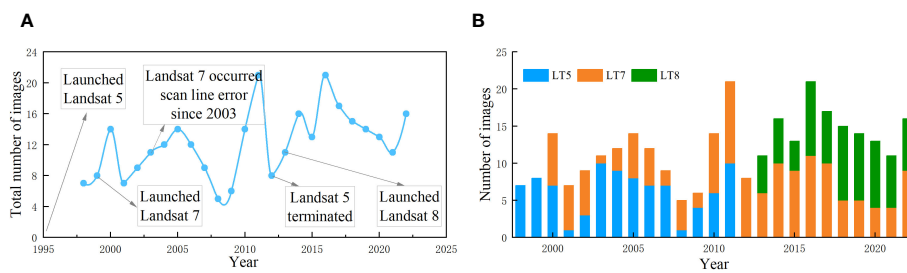 A
Total number of images
24
20
16
12
8
4
0
Launched
Landsat 5
Landsat 7 occurred
scan line error
since 2003
Launched
Landsat 7
Landsat 5
terminated
Launched
Landsat 8
1995 2000 2005 2010 2015 2020 2025
Year
B
Number of images
25
20
15
10
5
0
LT5 LT7 LT8
2000 2005 2010 2015 2020
Year